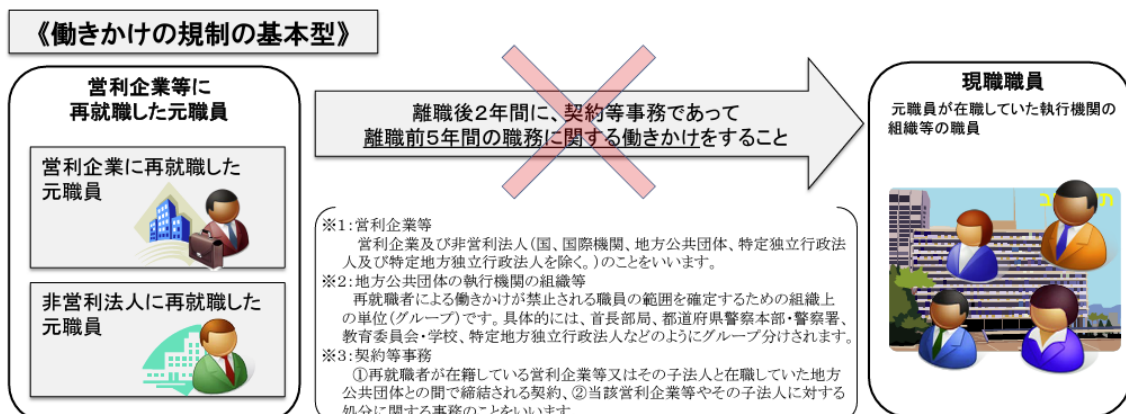 《働きかけの規制の基本型》
営利企業等に
再就職した元職員
営利企業に再就職した
元職員
非営利法人に再就職した
元職員
離職後2年間に、契約等事務であって
離職前5年間の職務に関する働きかけをすること
※1:営利企業等
営利企業及び非営利法人(国、国際機関、地方公共団体、特定独立行政法
人及び特定地方独立行政法人を除く。)のことをいいます。
※2:地方公共団体の執行機関の組織等
再就職者による働きかけが禁止される職員の範囲を確定するための組織上
の単位(グループ)です。具体的には、首長部局、都道府県警察本部・警察署、
教育委員会・学校、特定地方独立行政法人などのようにグループ分けされます。
※3:契約等事務
①再就職者が在籍している営利企業等又はその子法人と在職していた地方
公共団体との間で締結される契約、②当該営利企業等やその子法人に対する
処分に関する事務のことをいいます。
現職職員
元職員が在職していた執行機関の
組織等の職員